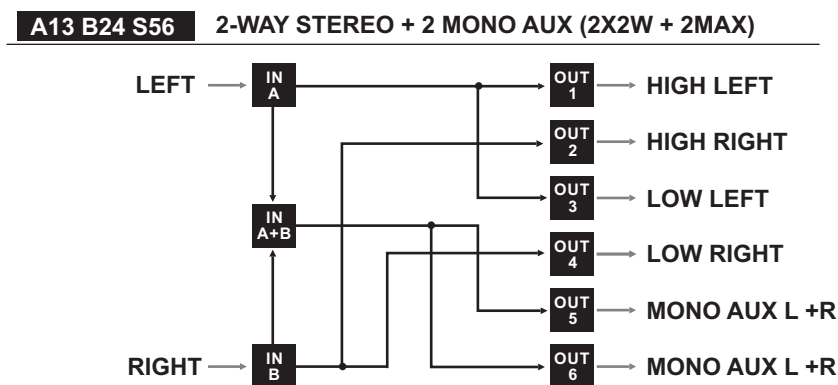 A13 B24 S56 2-WAY STEREO + 2 MONO AUX (2X2W + 2MAX)
LEFT
IN
A
OUT
1
HIGH LEFT
OUT
2
HIGH RIGHT
OUT
3
LOW LEFT
IN
A+B
OUT
4
LOW RIGHT
OUT
5
MONO AUX L +R
RIGHT
IN
B
OUT
6
MONO AUX L +R